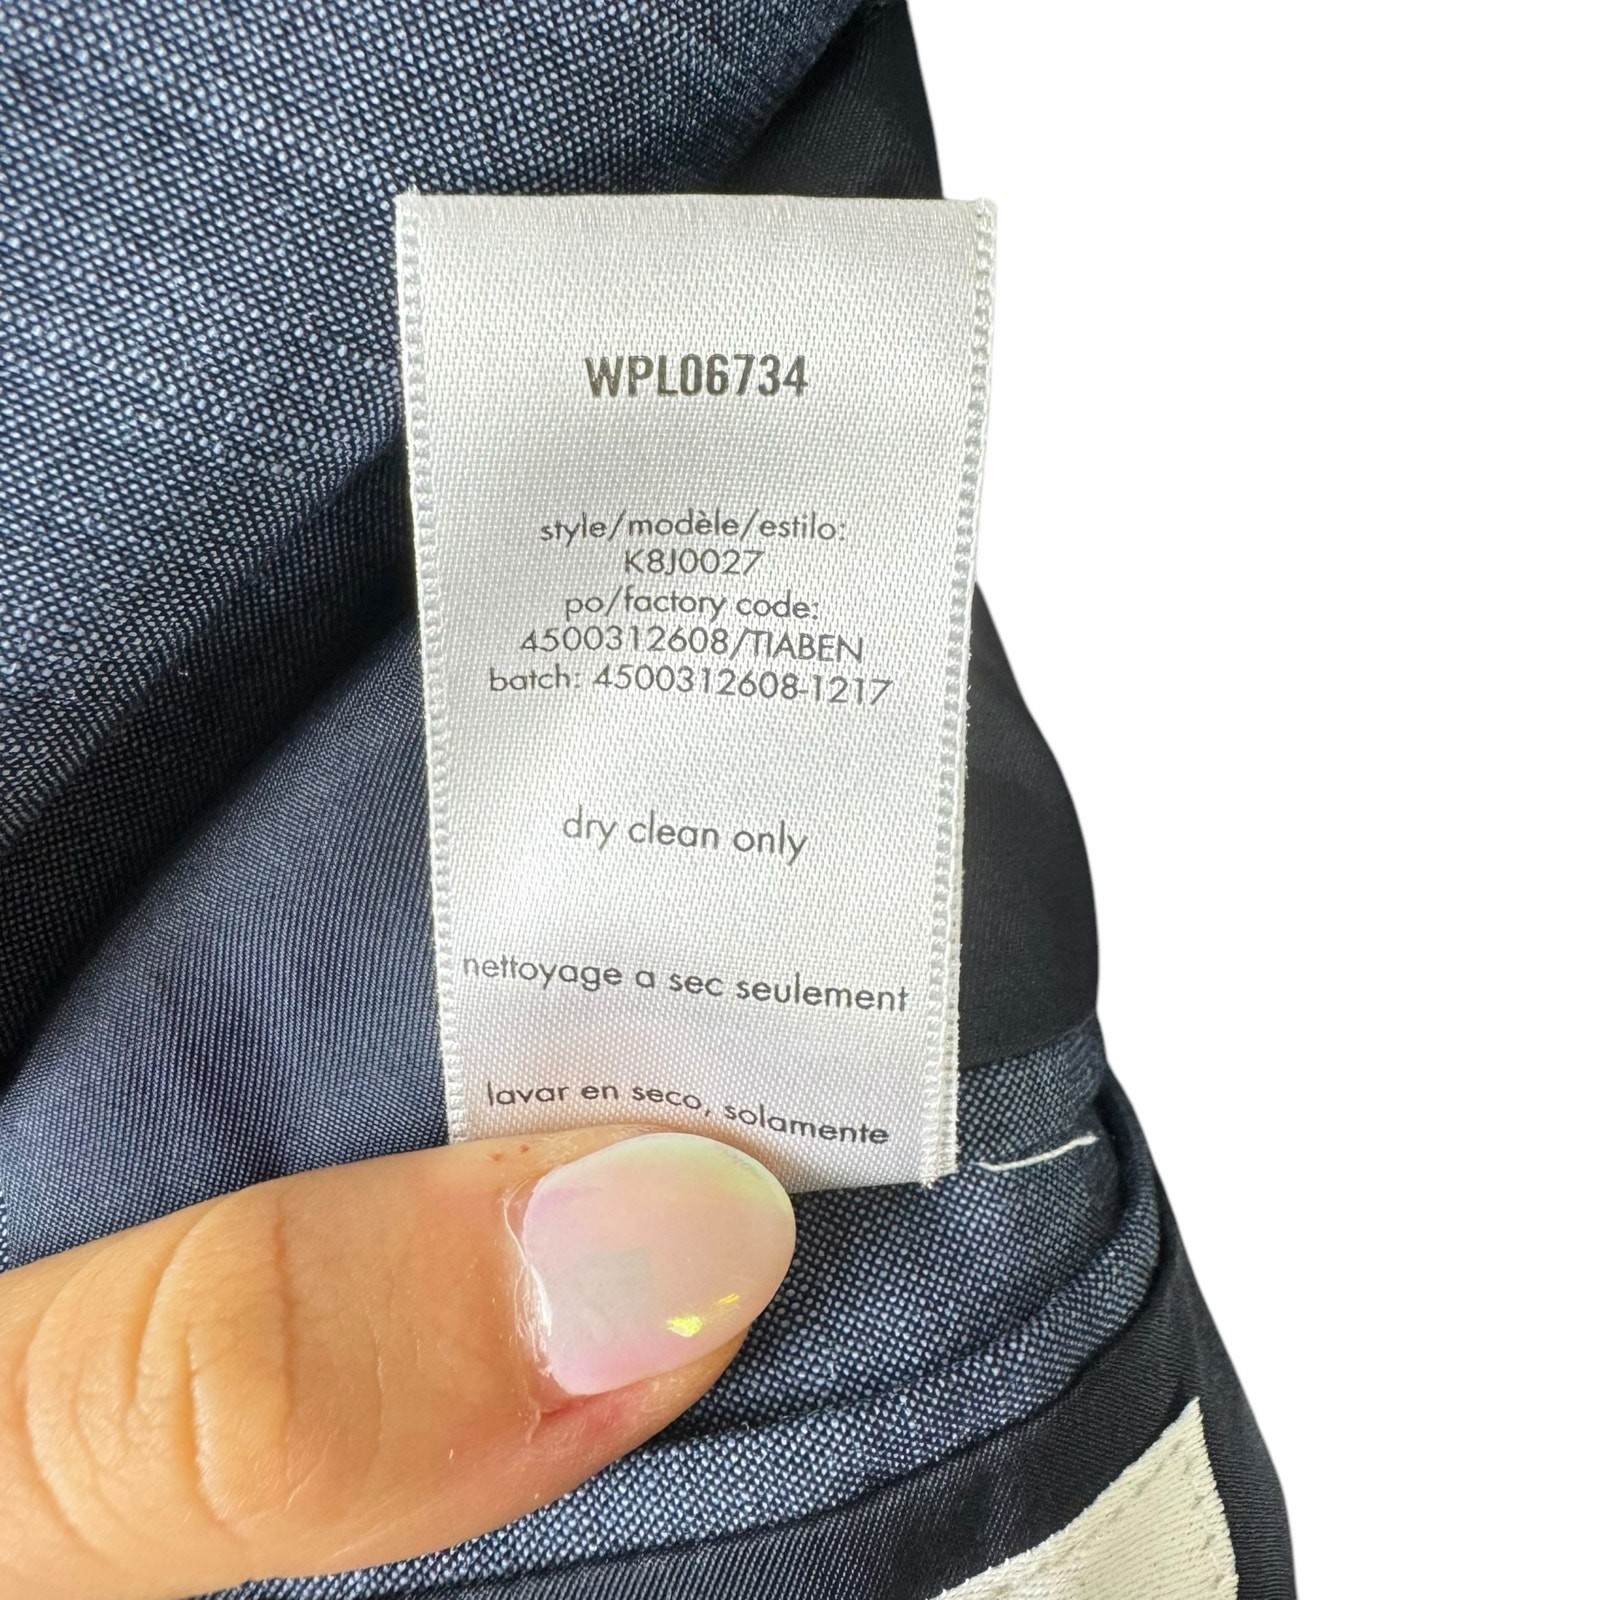 WPL06734
style/modèle/estilo:
K8J0027
po/factory code:
4500312608/TIABEN
batch: 4500312608-1217
dry clean only
nettoyage a sec seulement
lavar en seco, solamente